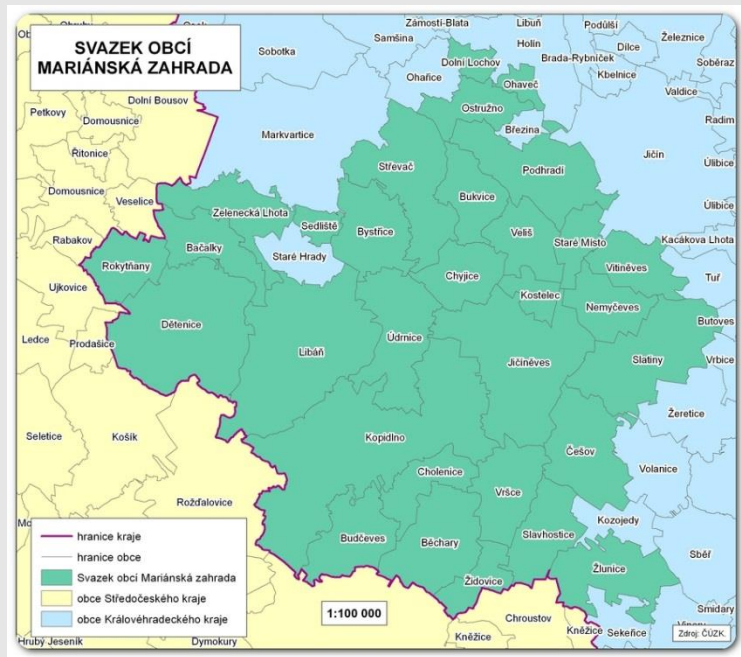 SVAZEK OBCÍ
MARIÁNSKÁ ZAHRADA
Sobotka
Samšina
Zámostí-Blata
Libuň
Holín
Podůlší
Dílce
Železnice
Soběraz
Dolní Lochov
Ohařice
Ohaveč
Brada-Rybníček
Kbelnice
Valdice
Radim
Dolní Bousov
Petkovy
Domousnice
Ostružno
Březina
Markvartice
Jičín
Řitonice
Střevač
Podhradí
Úlibice
Domousnice
Veselice
Bukvice
Úlibice
Zelenecká Lhota
Sedliště
Bystřice
Veliš
Staré Místo
Kacákova Lhota
Rabakov
Bačalky
Staré Hrady
Rokytňany
Chyjice
Vitiněves
Tuř
Ujkovice
Kostelec
Nemyčeves
Butoves
Dětenice
Ledce
Prodašice
Libáň
Údrnice
Jičíněves
Slatiny
Vrbice
Žeretice
Seletice
Košík
Kopidlno
Češov
Cholenice
Volanice
Rožďalovice
Vršce
Kozojedy
Budčeves
Běchary
Slavhostice
Sběř
Židovice
Žlunice
Smidary
Chroustov
Kněžice
Kněžice
Sekeřice
Hrubý Jeseník
Dymokury
hranice kraje
hranice obce
Svazek obcí Mariánská zahrada
obce Středočeského kraje
obce Královéhradeckého kraje
1:100 000
Zdroj: ČÚZK.